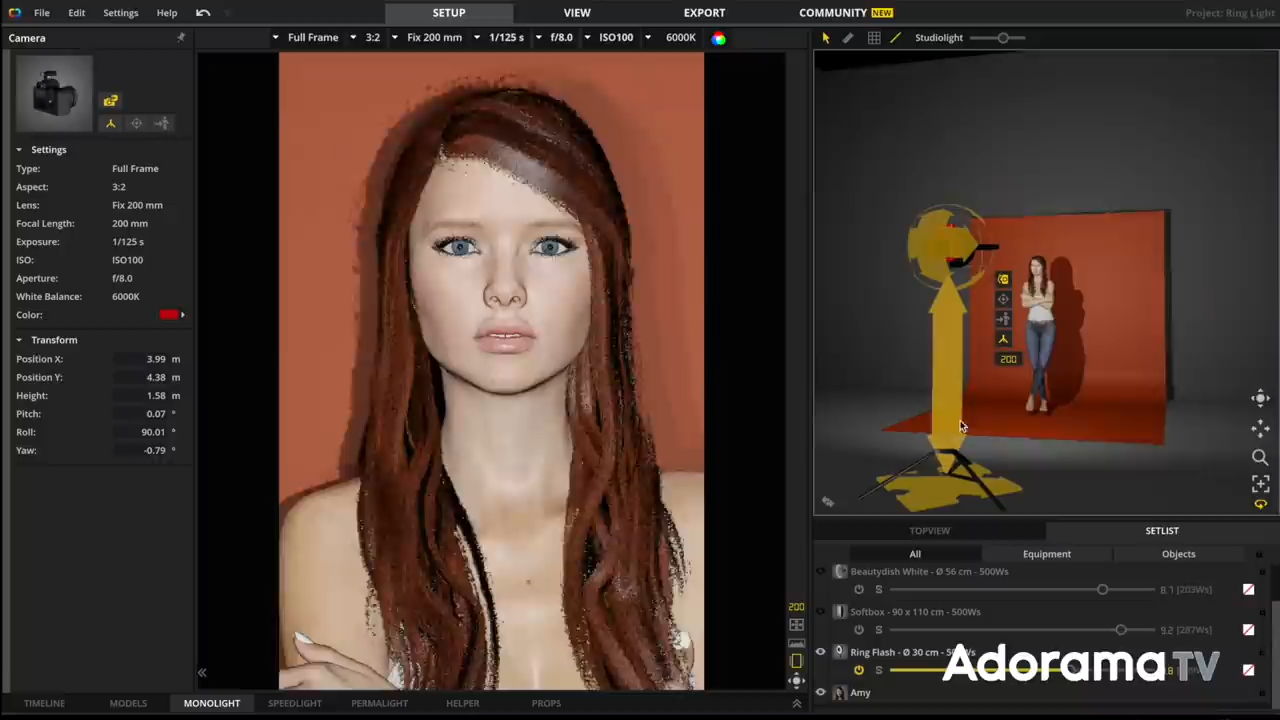 File Edit Settings Help
SETUP VIEW EXPORT COMMUNITY NEW
Project: Ring Light
Camera
Full Frame 3:2 Fix 200 mm 1/125 s f/8.0 ISO100 6000K
Studiolight
Settings
Type: Full Frame
Aspect: 3:2
Lens: Fix 200 mm
Focal Length: 200 mm
Exposure: 1/125 s
ISO: ISO100
Aperture: f/8.0
White Balance: 6000K
Color:
Transform
Position X: 3.99 m
Position Y: 4.38 m
Height: 1.58 m
Pitch: 0.07 °
Roll: 90.01 °
Yaw: -0.79 °
200
200
TOPVIEW SETLIST
All Equipment Objects
Beautydish White - Ø 56 cm - 500Ws
S 8.1 [203Ws]
Softbox - 90 x 110 cm - 500Ws
S 9.2 [287Ws]
Ring Flash - Ø 30 cm - 500Ws
S
Amy
Adorama TV
TIMELINE MODELS MONOLIGHT SPEEDLIGHT PERMALIGHT HELPER PROPS